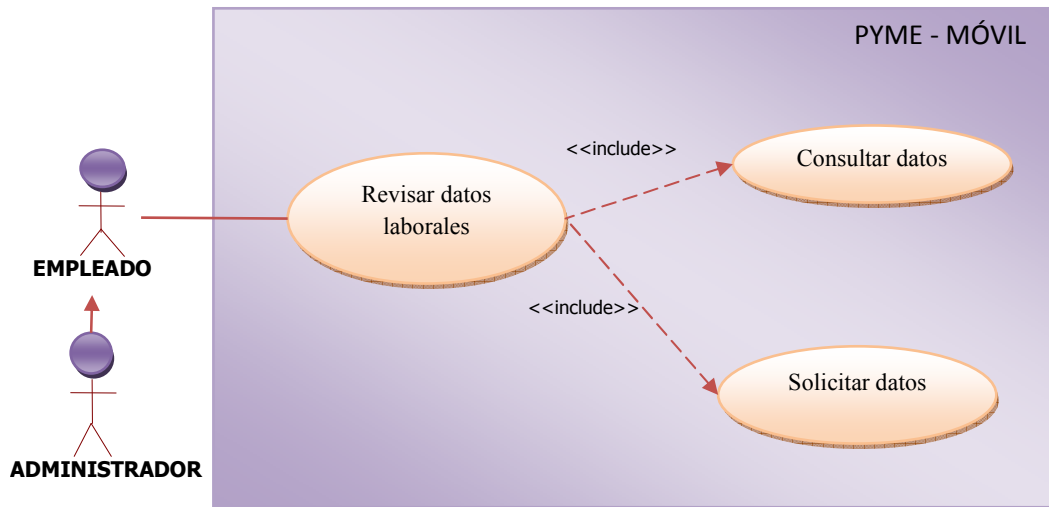 PYME - MÓVIL
<<include>>
Consultar datos
Revisar datos
laborales
EMPLEADO
<<include>>
Solicitar datos
ADMINISTRADOR